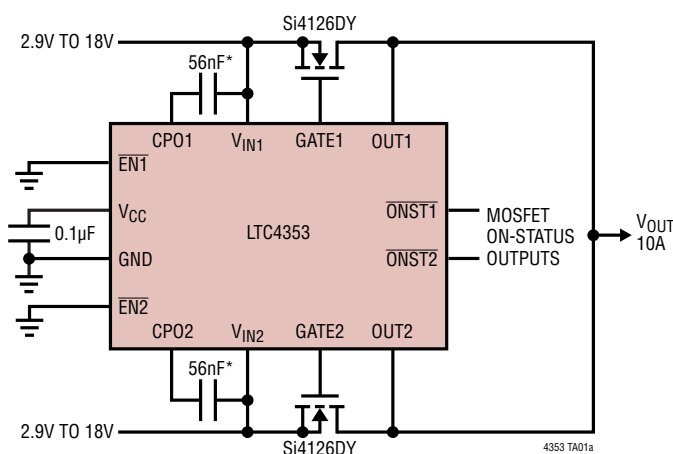 Si4126DY
2.9V TO 18V
56nF*
CPO1 VIN1 GATE1 OUT1
EN1
VCC
ONST1
MOSFET
ON-STATUS
OUTPUTS
VOUT
10A
0.1µF
LTC4353
GND
ONST2
EN2
CPO2 VIN2 GATE2 OUT2
56nF*
2.9V TO 18V
Si4126DY
4353 TA01a